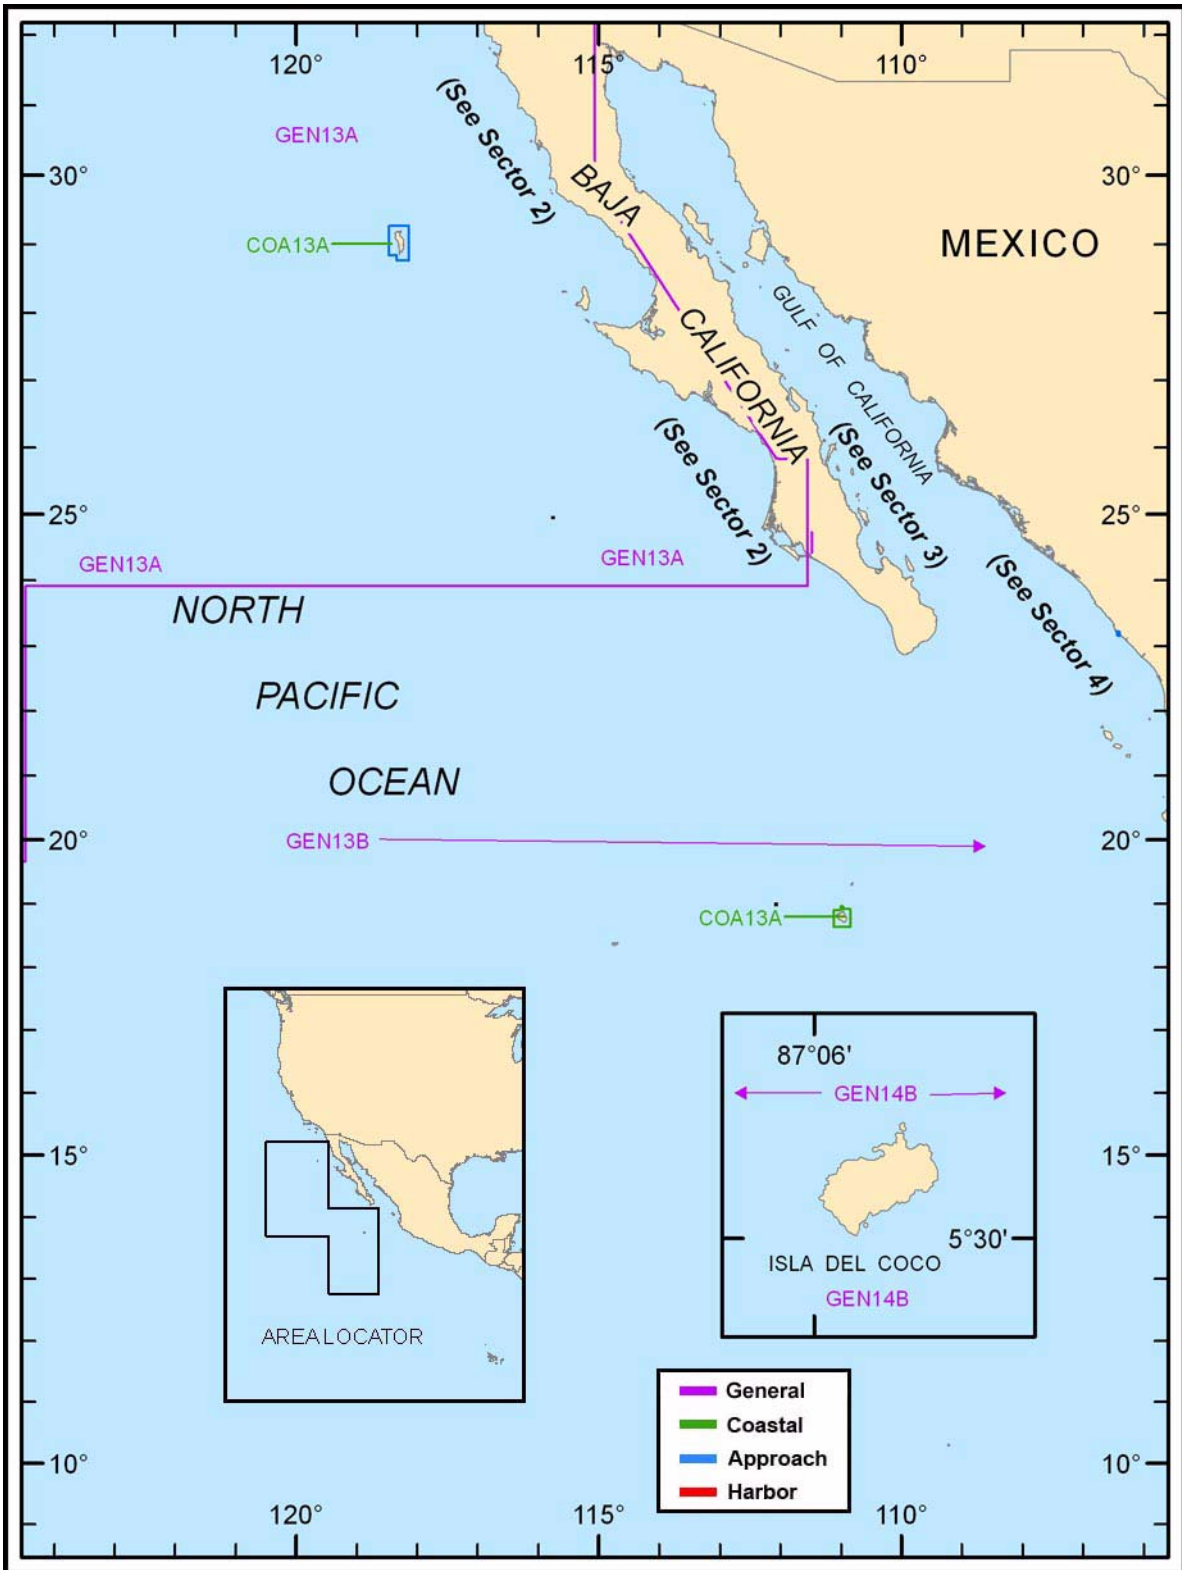 120°
115°
110°
(See Sector 2)
GEN13A
30°
30°
BAJA
COA13A
MEXICO
GULF OF CALIFORNIA
CALIFORNIA
(See Sector 2)
(See Sector 3)
25°
25°
GEN13A
GEN13A
(See Sector 4)
NORTH
PACIFIC
OCEAN
GEN13B
20°
20°
COA13A
87°06'
GEN14B
15°
15°
5°30'
ISLA DEL COCO
GEN14B
AREA LOCATOR
General
Coastal
Approach
Harbor
10°
10°
120°
115°
110°